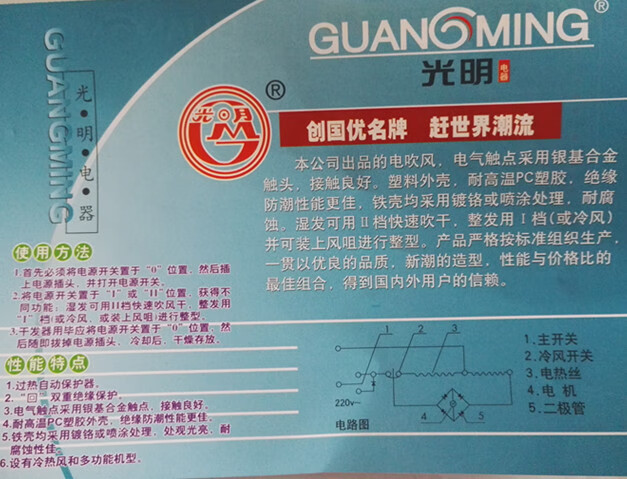 GUANGMING®
光明电器
GUANGMING
光·明·电·器
光明
®
创国优名牌 赶世界潮流
本公司出品的电吹风，电气触点采用银基合金
触头，接触良好。塑料外壳，耐高温PC塑胶，绝缘
防潮性能更佳，铁壳均采用镀铬或喷涂处理，耐腐
蚀。湿发可用II档快速吹干，整发用I档(或冷风)
并可装上风咀进行整型。产品严格按标准组织生产，
一贯以优良的品质，新潮的造型，性能与价格比的
最佳组合，得到国内外用户的信赖。
使用方法
1.首先必须将电源开关置于“0”位置，然后插
上电源插头，并打开电源开关。
2.将电源开关置于“I”或“II”位置，获得不
同功能：湿发可用II档快速吹风干，整发用
“I”档(或冷风，或装上风咀)进行整型。
3.干发器用毕应将电源开关置于“0”位置，然
后随即拔掉电源插头，冷却后，干燥存放。
性能特点
1.过热自动保护器。
2.“回”双重绝缘保护。
3.电气触点采用银基合金触点，接触良好。
4.耐高温PC塑胶外壳，绝缘防潮性能更佳。
5.铁壳均采用镀铬或喷涂处理，处观光亮，耐
腐蚀性佳。
6.设有冷热风和多功能机型。
1 2 3
220v~
4 5
电路图
1.主开关
2.冷风开关
3.电热丝
4.电机
5.二极管